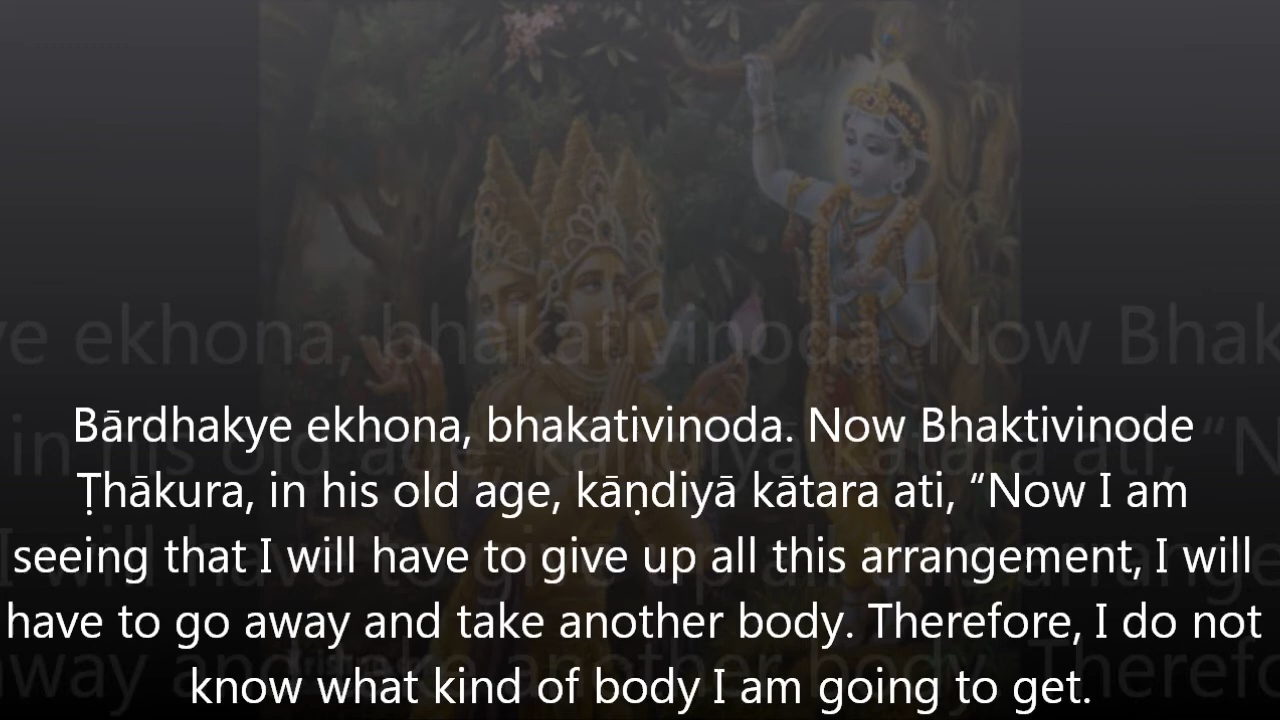 Bārdhakye ekhona, bhakativinoda. Now Bhaktivinode
Ṭhākura, in his old age, kāṇḍiyā kātara ati, “Now I am
seeing that I will have to give up all this arrangement, I will
have to go away and take another body. Therefore, I do not
know what kind of body I am going to get.